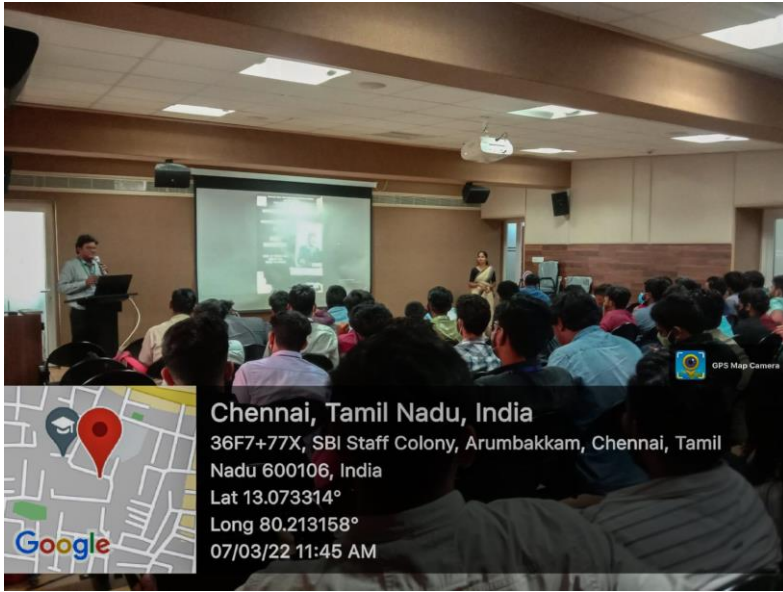 GPS Map Camera
Chennai, Tamil Nadu, India
36F7+77X, SBI Staff Colony, Arumbakkam, Chennai, Tamil
Nadu 600106, India
Lat 13.073314°
Long 80.213158°
07/03/22 11:45 AM
Google